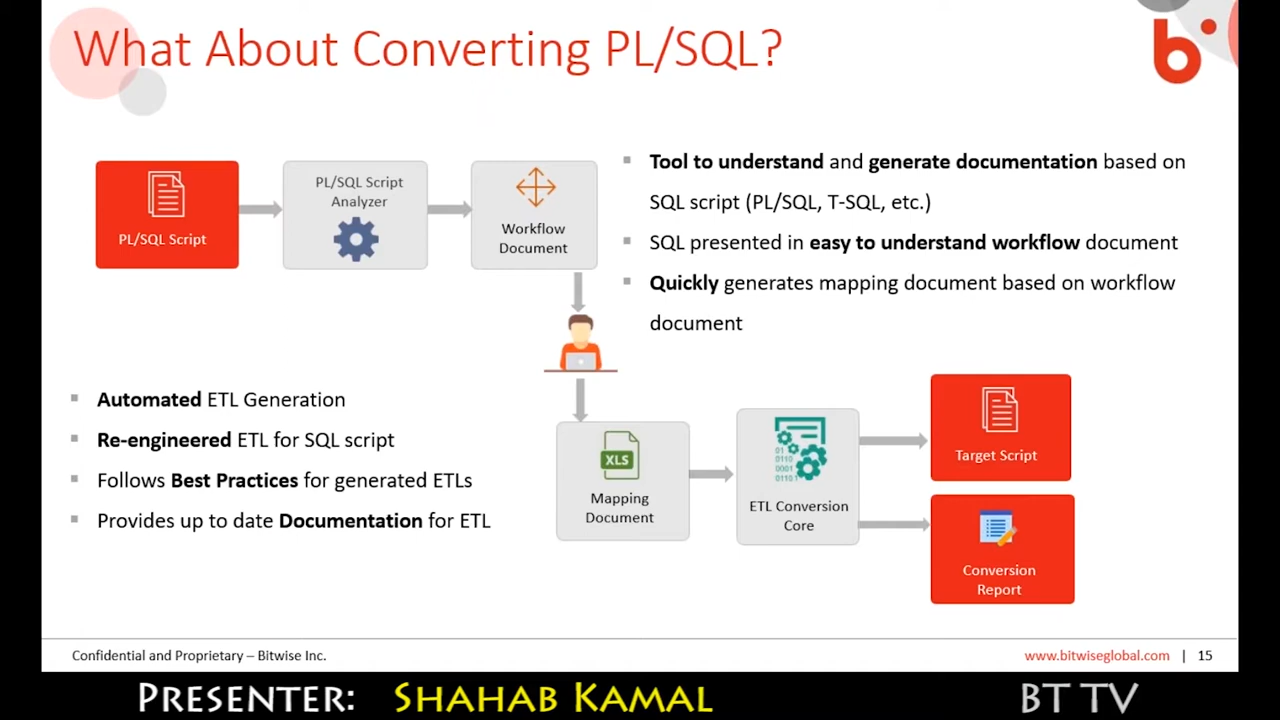 What About Converting PL/SQL?
b
PL/SQL Script
PL/SQL Script
Analyzer
Workflow
Document
▪ Tool to understand and generate documentation based on
SQL script (PL/SQL, T-SQL, etc.)
▪ SQL presented in easy to understand workflow document
▪ Quickly generates mapping document based on workflow
document
▪ Automated ETL Generation
▪ Re-engineered ETL for SQL script
▪ Follows Best Practices for generated ETLs
▪ Provides up to date Documentation for ETL
XLS
Mapping
Document
01
0110
0001
01101
ETL Conversion
Core
Target Script
Conversion
Report
Confidential and Proprietary – Bitwise Inc.
www.bitwiseglobal.com | 15
Presenter: Shahab Kamal
BT TV